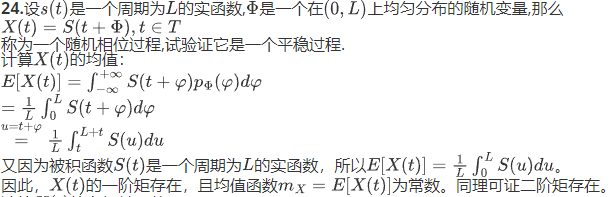 24.设s(t)是一个周期为L的实函数,Φ是一个在(0, L)上均匀分布的随机变量,那么
X(t) = S(t + Φ), t ∈ T
称为一个随机相位过程,试验证它是一个平稳过程.
计算X(t)的均值:
E[X(t)] = ∫_{-∞}^{+∞} S(t + φ)p_Φ(φ)dφ
= \frac{1}{L} ∫_0^L S(t + φ)dφ
\overset{u=t+φ}{=} \frac{1}{L} ∫_t^{L+t} S(u)du
又因为被积函数S(t)是一个周期为L的实函数，所以E[X(t)] = \frac{1}{L} ∫_0^L S(u)du。
因此，X(t)的一阶矩存在，且均值函数m_X = E[X(t)]为常数。同理可证二阶矩存在。